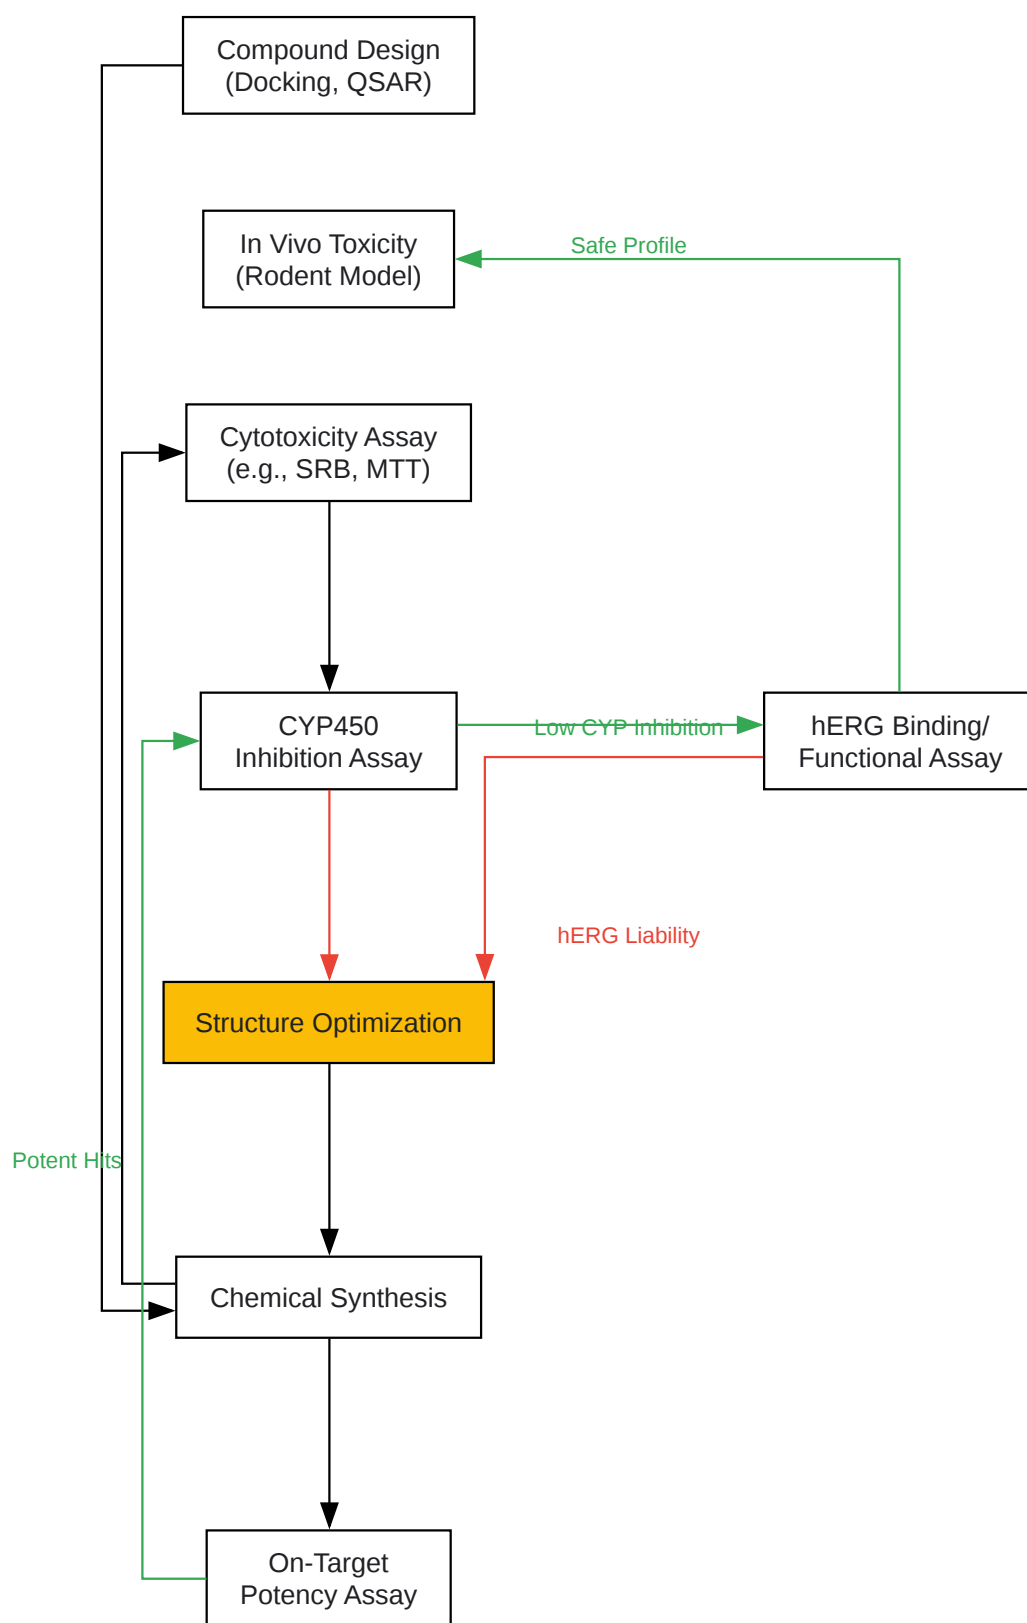 Compound Design
(Docking, QSAR)
In Vivo Toxicity
(Rodent Model)
Safe Profile
Cytotoxicity Assay
(e.g., SRB, MTT)
CYP450
Inhibition Assay
Low CYP Inhibition
hERG Binding/
Functional Assay
hERG Liability
Structure Optimization
Potent Hits
Chemical Synthesis
On-Target
Potency Assay